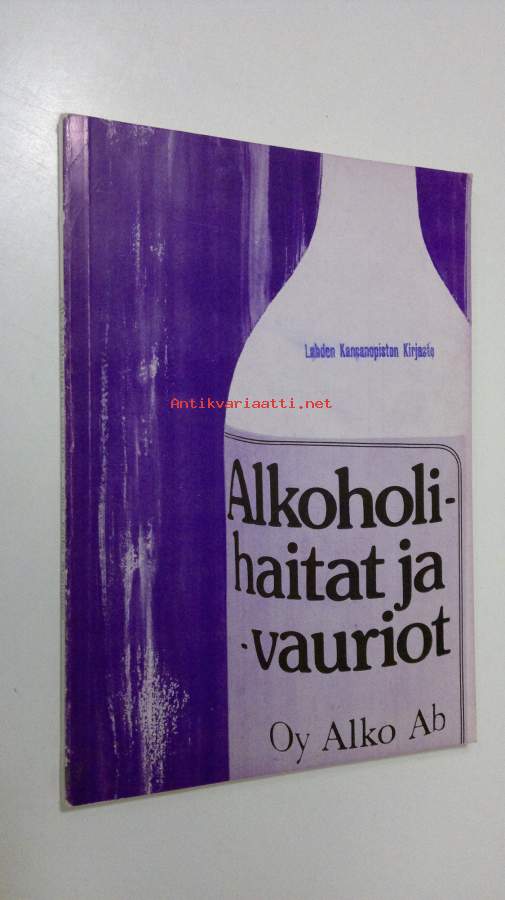 Lahden Kansanopiston Kirjasto
Antikvariaatti.net
Alkoholi-
haitat ja
-vauriot
Oy Alko Ab